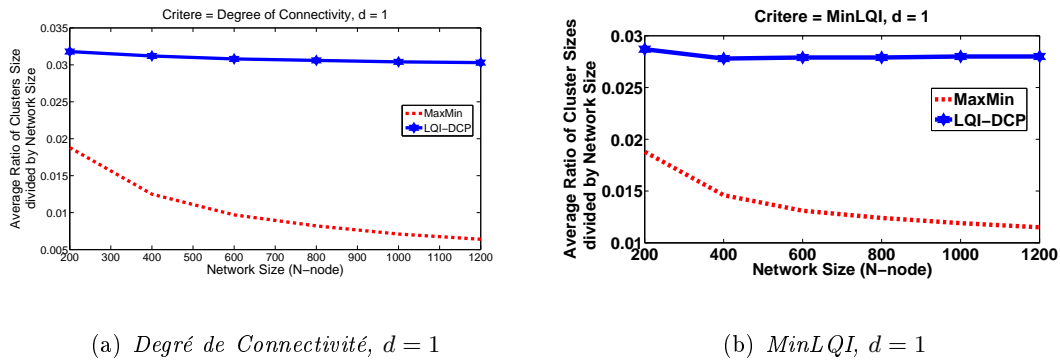 Critere = Degree of Connectivity, d = 1
Average Ratio of Clusters Size
divided by Network Size
0.035
0.03
0.025
0.02
0.015
0.01
0.005
MaxMin
LQI−DCP
200 300 400 500 600 700 800 900 1000 1100 1200
Network Size (N−node)
(a) Degré de Connectivité, d = 1
Critere = MinLQI, d = 1
Average Ratio of Cluster Sizes
divided by Network Size
0.03
0.025
0.02
0.015
0.01
MaxMin
LQI−DCP
200 400 600 800 1000 1200
Network Size (N−node)
(b) MinLQI, d = 1